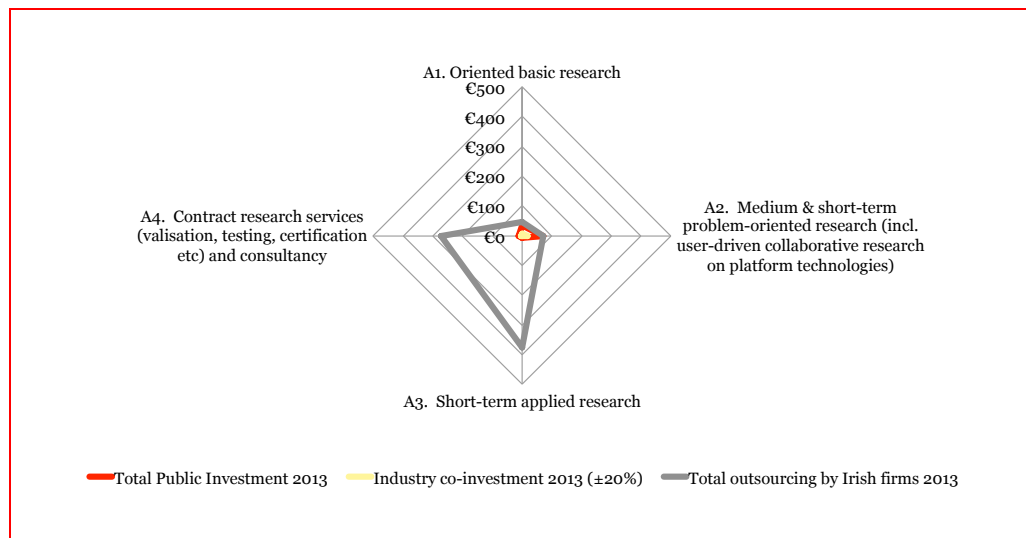 A1. Oriented basic research
€500
€400
€300
€200
€100
€0
A2. Medium & short-term
problem-oriented research (incl.
user-driven collaborative research
on platform technologies)
A4. Contract research services
(valisation, testing, certification
etc) and consultancy
A3. Short-term applied research
Total Public Investment 2013
Industry co-investment 2013 (±20%)
Total outsourcing by Irish firms 2013